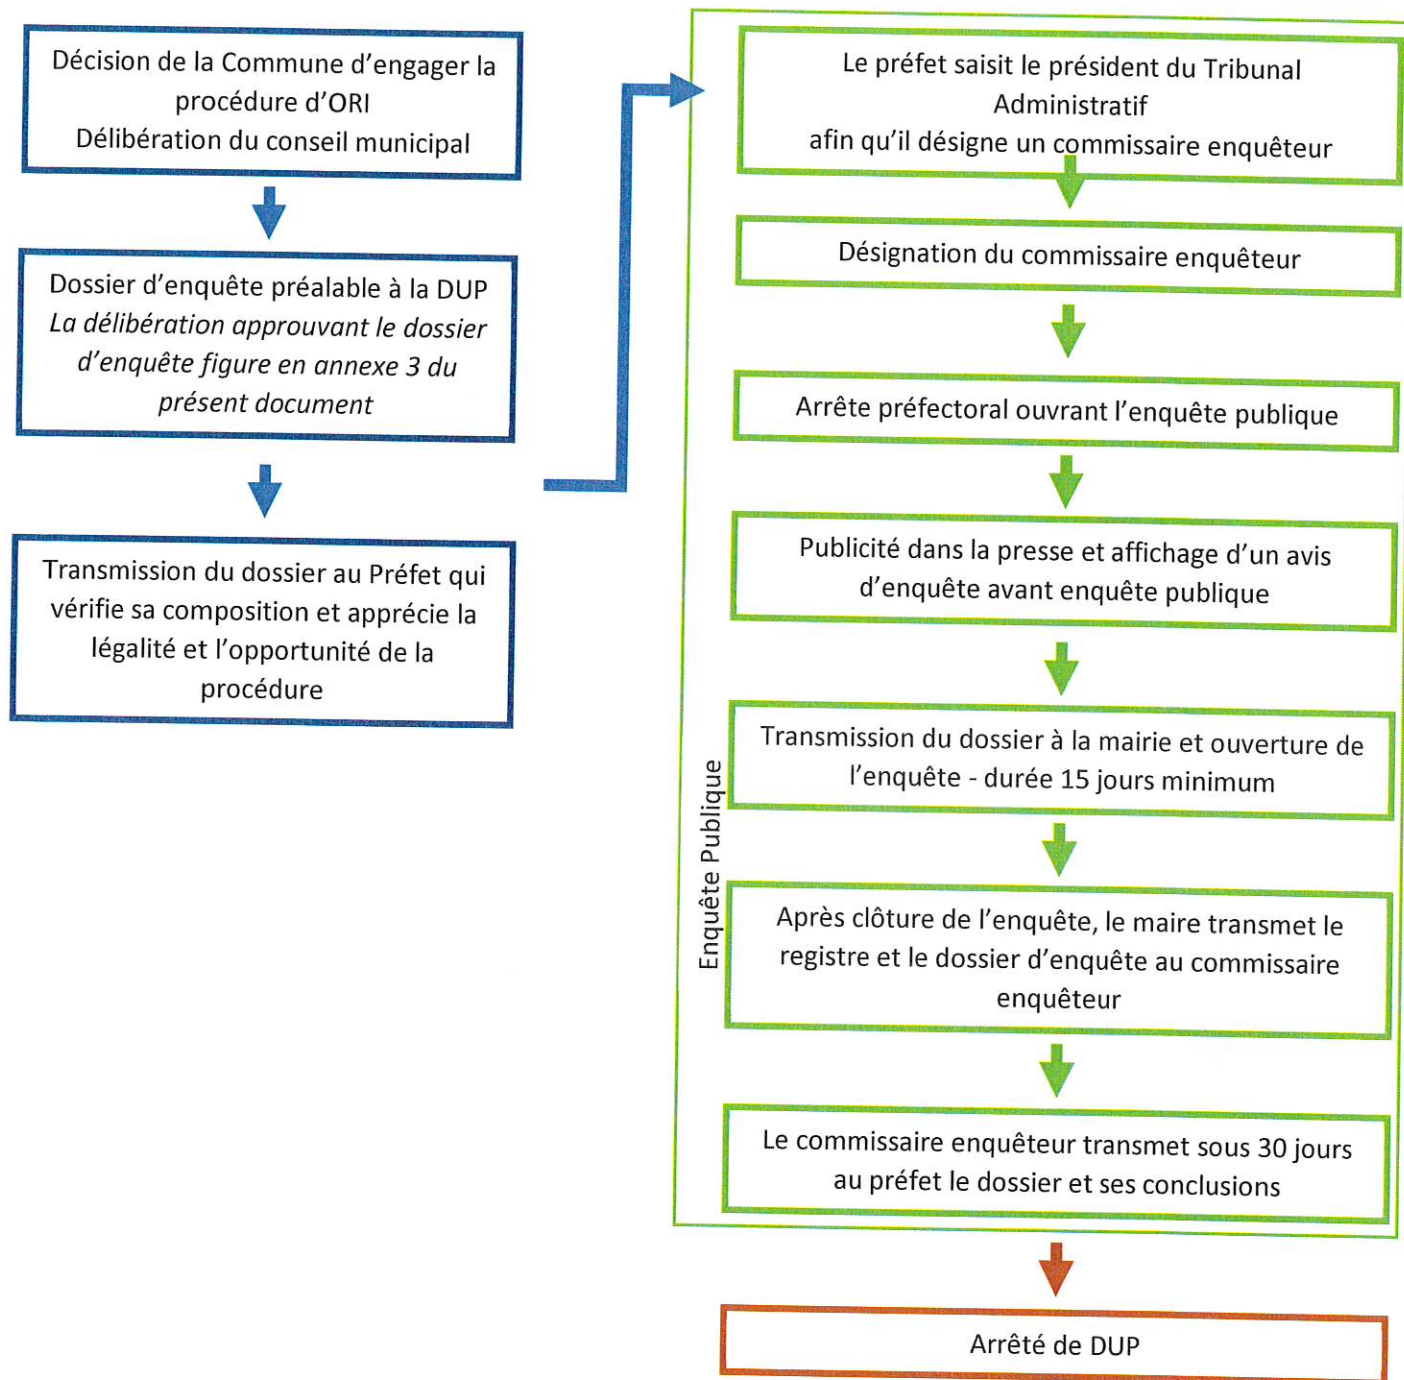 Décision de la Commune d'engager la
procédure d'ORI
Délibération du conseil municipal
Dossier d'enquête préalable à la DUP
La délibération approuvant le dossier
d'enquête figure en annexe 3 du
présent document
Transmission du dossier au Préfet qui
vérifie sa composition et apprécie la
légalité et l'opportunité de la
procédure
Enquête Publique
Le préfet saisit le président du Tribunal
Administratif
afin qu'il désigne un commissaire enquêteur
Désignation du commissaire enquêteur
Arrête préfectoral ouvrant l'enquête publique
Publicité dans la presse et affichage d'un avis
d'enquête avant enquête publique
Transmission du dossier à la mairie et ouverture de
l'enquête - durée 15 jours minimum
Après clôture de l'enquête, le maire transmet le
registre et le dossier d'enquête au commissaire
enquêteur
Le commissaire enquêteur transmet sous 30 jours
au préfet le dossier et ses conclusions
Arrêté de DUP